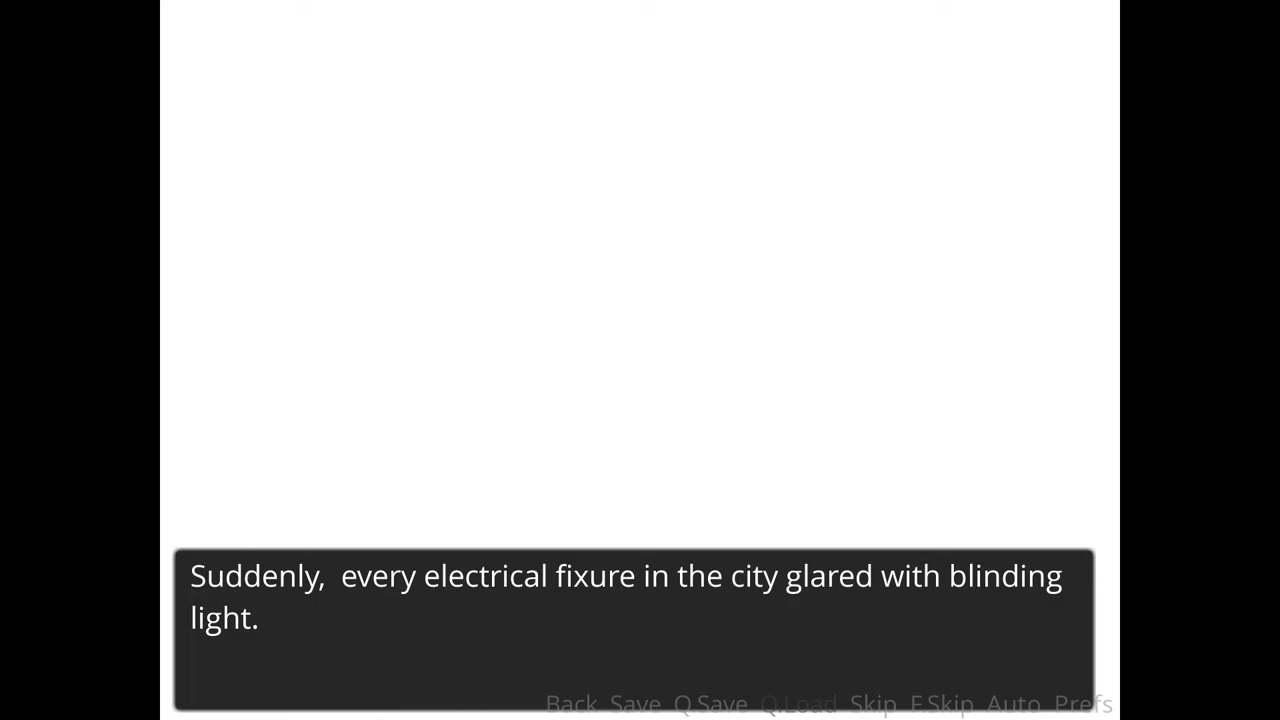 Suddenly,  every electrical fixure in the city glared with blinding
light.
Back Save Q.Save Q.Load Skip F.Skip Auto Prefs